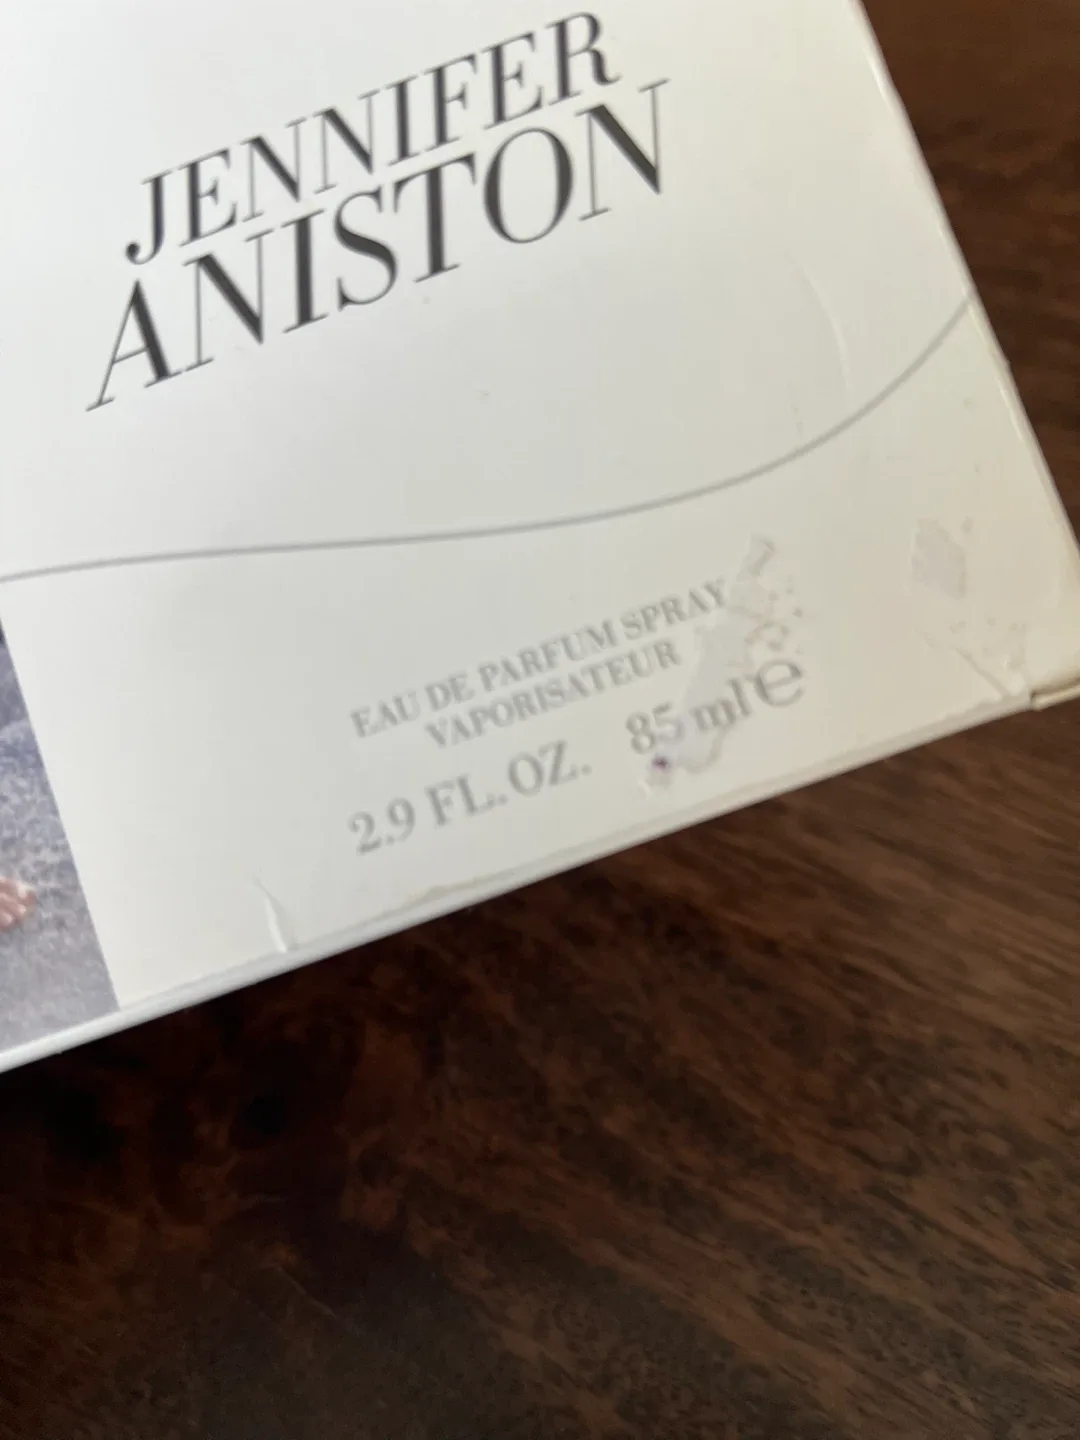 JENNIFER
ANISTON
EAU DE PARFUM SPRAY
VAPORISATEUR
2.9 FL. OZ. 85 ml ℮